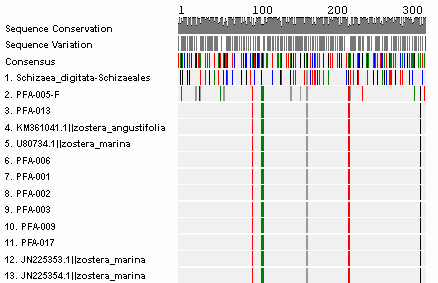 1 100 200 300
Sequence Conservation
Sequence Variation
Consensus
1. Schizaea_digitata-Schizaeales
2. PFA-005-F
3. PFA-013
4. KM361041.1||zostera_angustifolia
5. U80734.1||zostera_marina
6. PFA-006
7. PFA-001
8. PFA-002
9. PFA-003
10. PFA-009
11. PFA-017
12. JN225353.1||zostera_marina
13. JN225354.1||zostera_marina